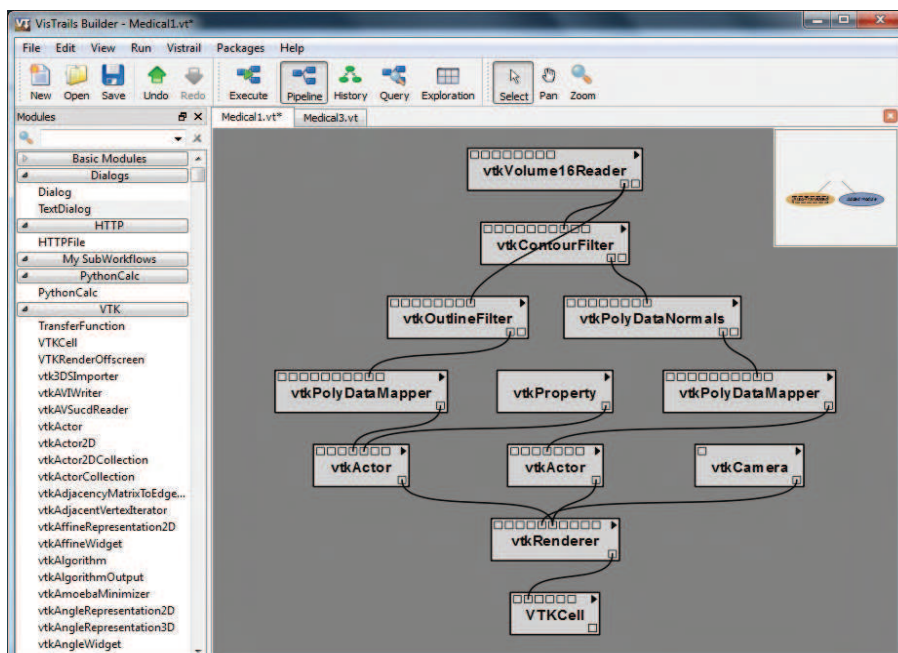 VT VisTrails Builder - Medical1.vt*
File Edit View Run Vistrail Packages Help
New Open Save Undo Redo Execute Pipeline History Query Exploration Select Pan Zoom
Modules
Medical1.vt* Medical3.vt
Basic Modules
Dialogs
Dialog
TextDialog
HTTP
HTTPFile
My SubWorkflows
PythonCalc
PythonCalc
VTK
TransferFunction
VTKCell
VTKRenderOffscreen
vtk3DSImporter
vtkAVIWriter
vtkAVSucdReader
vtkActor
vtkActor2D
vtkActor2DCollection
vtkActorCollection
vtkAdjacencyMatrixToEdge...
vtkAdjacentVertexIterator
vtkAffineRepresentation2D
vtkAffineWidget
vtkAlgorithm
vtkAlgorithmOutput
vtkAmoebaMinimizer
vtkAngleRepresentation2D
vtkAngleRepresentation3D
vtkAngleWidget
vtkVolume16Reader
vtkContourFilter
vtkOutlineFilter vtkPolyDataNormals
vtkPolyDataMapper vtkProperty vtkPolyDataMapper
vtkActor vtkActor vtkCamera
vtkRenderer
VTKCell